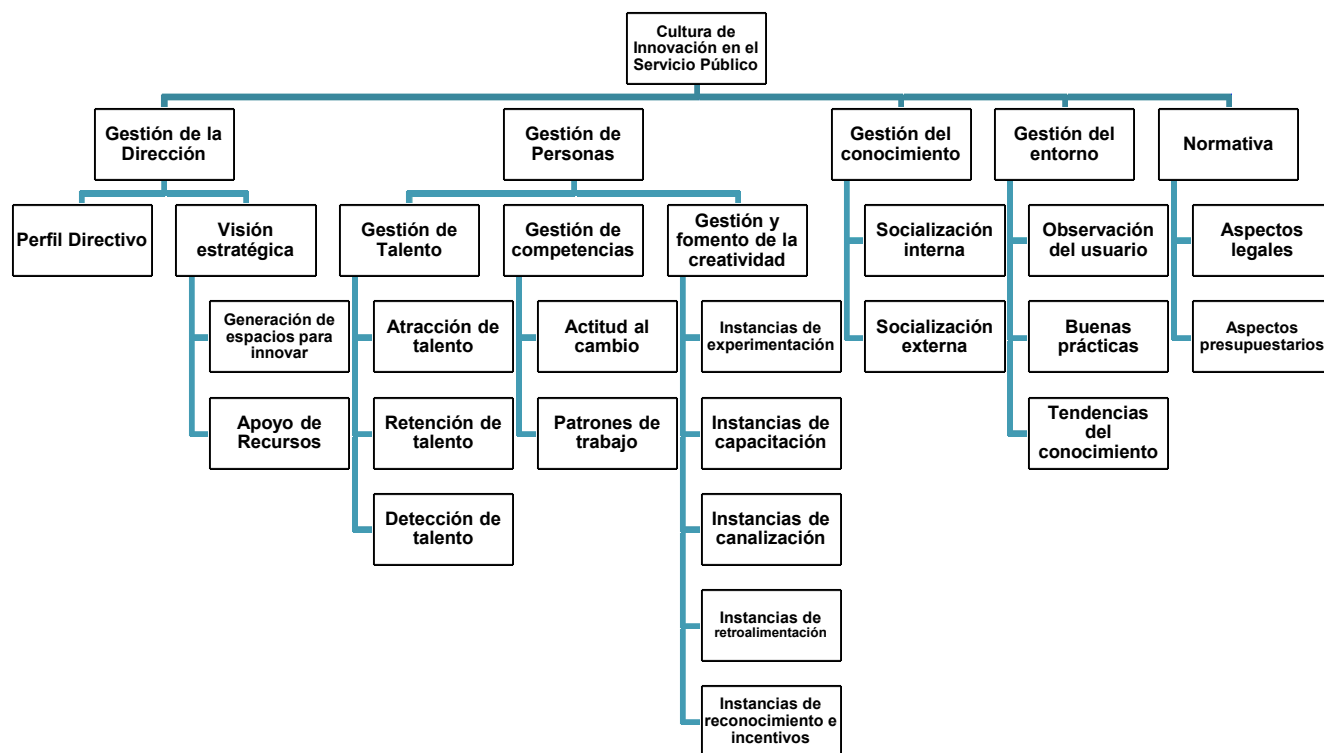 Cultura de
Innovación en el
Servicio Público
Gestión de la
Dirección
Gestión de
Personas
Gestión del
conocimiento
Gestión del
entorno
Normativa
Perfil Directivo
Visión
estratégica
Gestión de
Talento
Gestión de
competencias
Gestión y
fomento de la
creatividad
Socialización
interna
Observación
del usuario
Aspectos
legales
Generación de
espacios para
innovar
Atracción de
talento
Actitud al
cambio
Instancias de
experimentación
Socialización
externa
Buenas
prácticas
Aspectos
presupuestarios
Apoyo de
Recursos
Retención de
talento
Patrones de
trabajo
Instancias de
capacitación
Tendencias
del
conocimiento
Detección de
talento
Instancias de
canalización
Instancias de
retroalimentación
Instancias de
reconocimiento e
incentivos